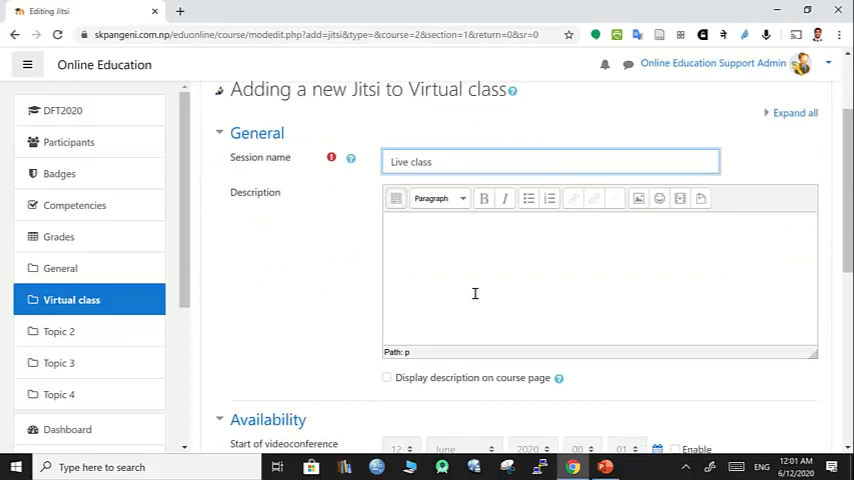 Editing Jitsi
skpangeni.com.np/eduonline/course/modedit.php?add=jitsi&type=&course=2&section=1&return=0&sr=0
Online Education
Online Education Support Admin
DFT2020
Participants
Badges
Competencies
Grades
General
Virtual class
Topic 2
Topic 3
Topic 4
Dashboard
Adding a new Jitsi to Virtual class
Expand all
General
Session name
Live class
Description
Paragraph
B I
Path: p
Display description on course page
Availability
Start of videoconference
12 June 2020 00 01 Enable
Type here to search
ENG
12:01 AM
6/12/2020